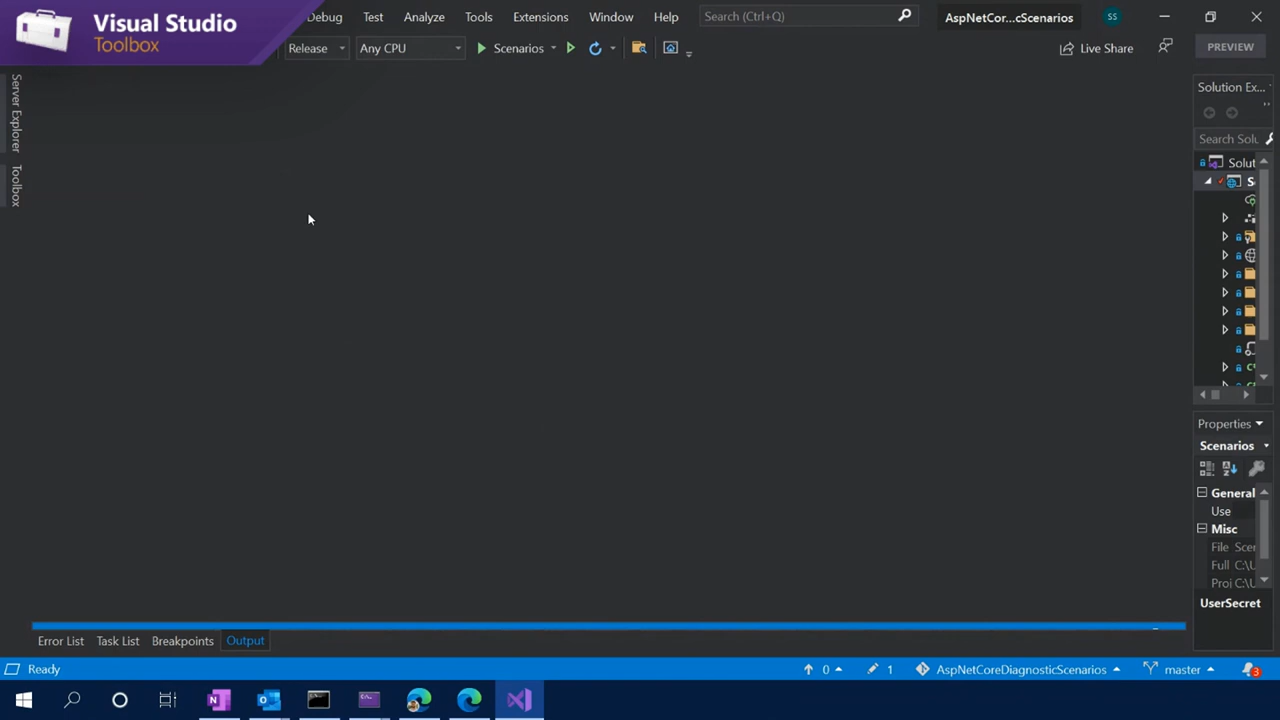 Visual Studio
Toolbox
Debug Test Analyze Tools Extensions Window Help Search (Ctrl+Q) AspNetCor...cScenarios SS
Release Any CPU Scenarios Live Share PREVIEW
Server Explorer
Toolbox
Solution Ex...
Search Solu
Solut
S
Properties
Scenarios
General
Use
Misc
File Scer
Full C:\U
Proj C:\U
UserSecret
Error List Task List Breakpoints Output
Ready 0 1 AspNetCoreDiagnosticScenarios master 3